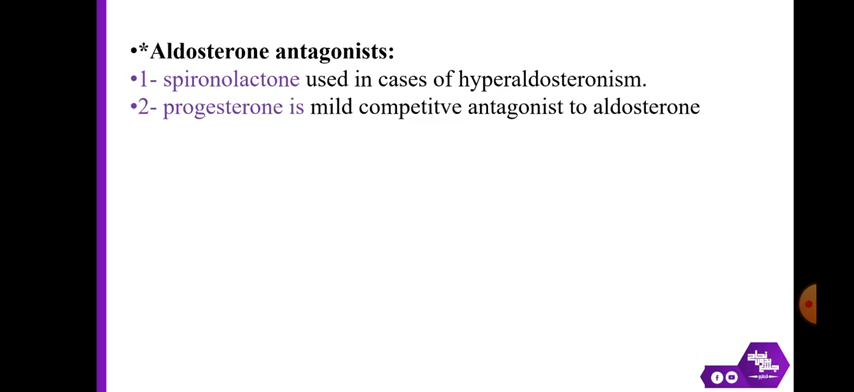 •*Aldosterone antagonists:
•1- spironolactone used in cases of hyperaldosteronism.
•2- progesterone is mild competitve antagonist to aldosterone